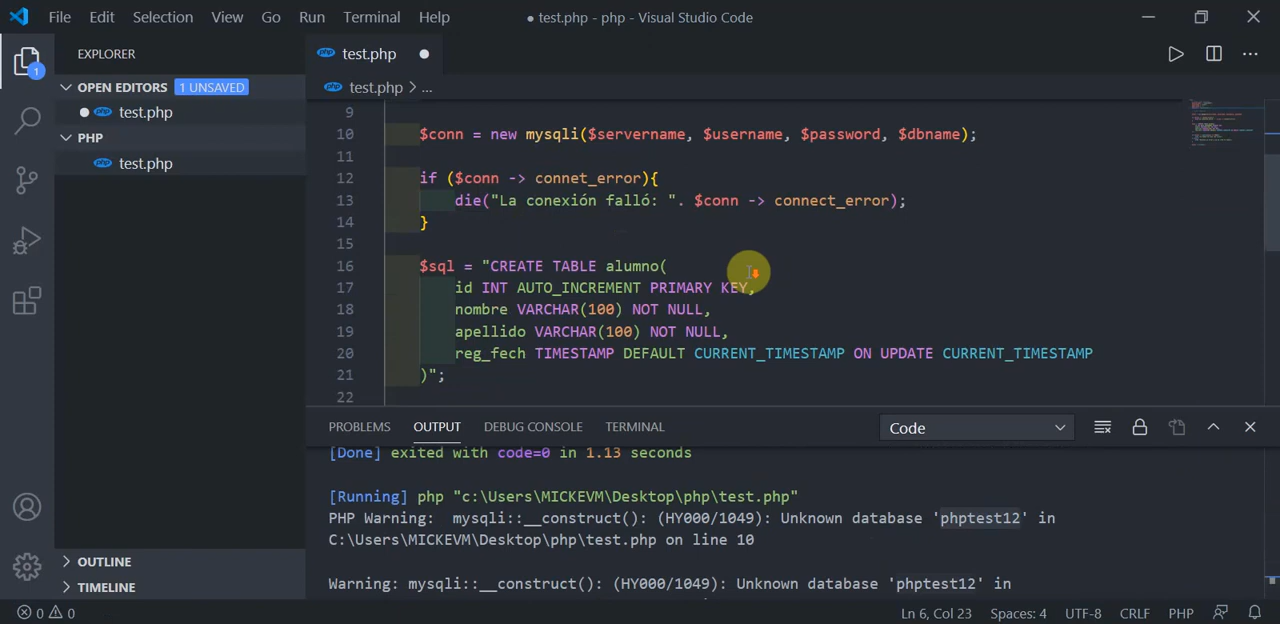 File Edit Selection View Go Run Terminal Help ● test.php - php - Visual Studio Code
EXPLORER
php test.php ●
OPEN EDITORS 1 UNSAVED
php test.php > ...
● php test.php
PHP
php test.php
1
9
10 $conn = new mysqli($servername, $username, $password, $dbname);
11
12 if ($conn -> connet_error){
13 die("La conexión falló: ". $conn -> connect_error);
14 }
15
16 $sql = "CREATE TABLE alumno(
17 id INT AUTO_INCREMENT PRIMARY KEY,
18 nombre VARCHAR(100) NOT NULL,
19 apellido VARCHAR(100) NOT NULL,
20 reg_fech TIMESTAMP DEFAULT CURRENT_TIMESTAMP ON UPDATE CURRENT_TIMESTAMP
21 )";
22
PROBLEMS OUTPUT DEBUG CONSOLE TERMINAL Code
[Done] exited with code=0 in 1.13 seconds
[Running] php "c:\Users\MICKEVM\Desktop\php\test.php"
PHP Warning: mysqli::__construct(): (HY000/1049): Unknown database 'phptest12' in
C:\Users\MICKEVM\Desktop\php\test.php on line 10
Warning: mysqli::__construct(): (HY000/1049): Unknown database 'phptest12' in
OUTLINE
TIMELINE
0 0 Ln 6, Col 23 Spaces: 4 UTF-8 CRLF PHP